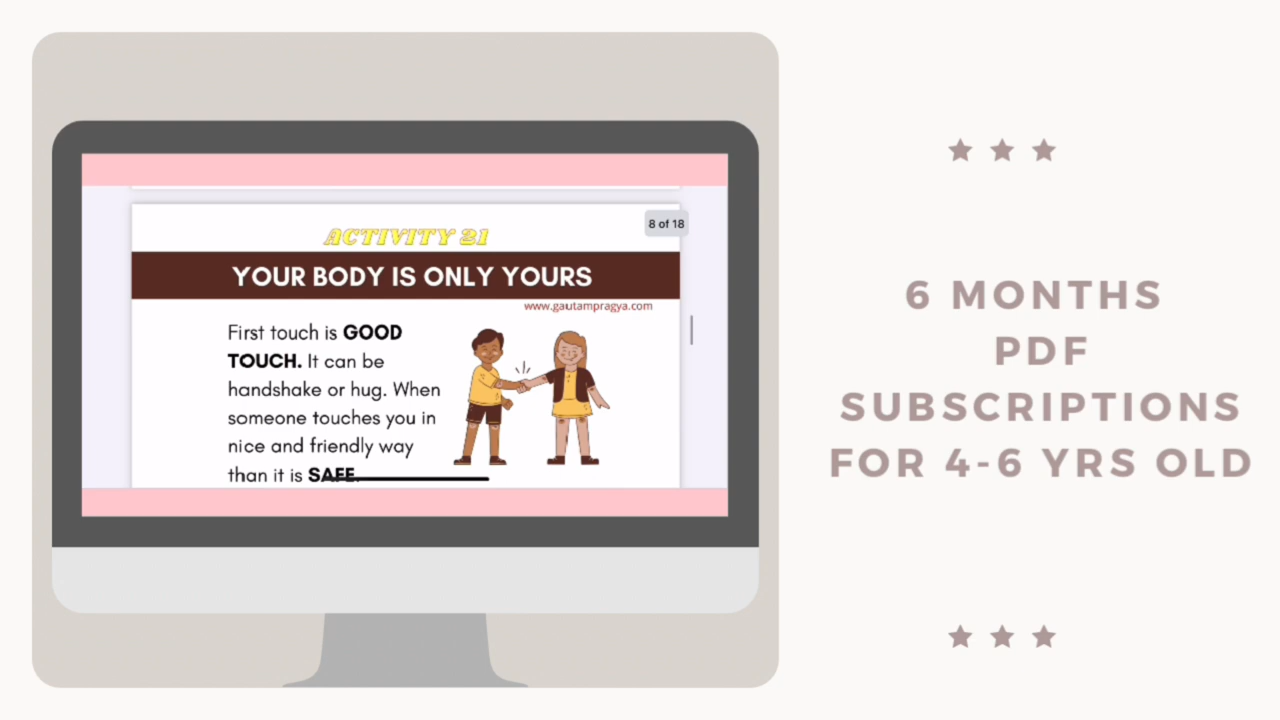 8 of 18
ACTIVITY 21
YOUR BODY IS ONLY YOURS
www.gautampragya.com
First touch is GOOD
TOUCH. It can be
handshake or hug. When
someone touches you in
nice and friendly way
than it is SAFE.
6 MONTHS
PDF
SUBSCRIPTIONS
FOR 4-6 YRS OLD